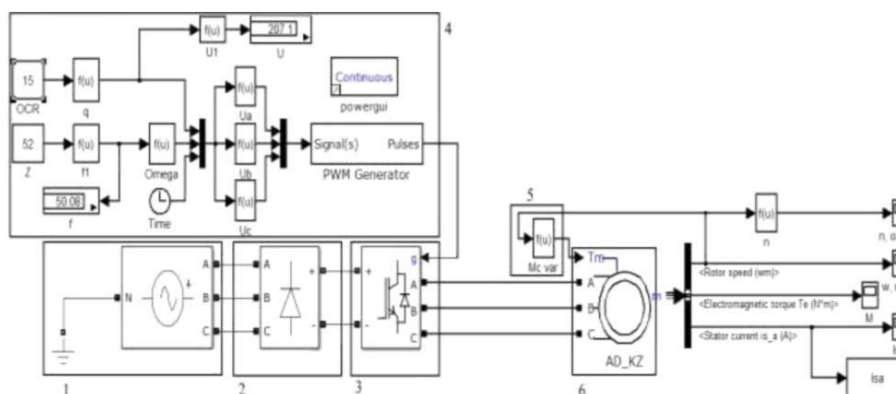 4
f(u)
U1
207.1
U
15
OCR
f(u)
q
f(u)
Ua
Continuous
powergui
52
Z
f(u)
f1
f(u)
Omega
f(u)
Ub
Signal(s) Pulses
PWM Generator
50.08
f
Time
f(u)
Uc
5
f(u)
Mc var
f(u)
n
n, o
N
A
B
C
A
B
C
+
-
+
-
g
A
B
C
Tm
A
B
C
m
AD_KZ
<Rotor speed (wm)>
<Electromagnetic torque Te (N*m)>
M
<Stator current is_a (A)>
Isa
1
2
3
6